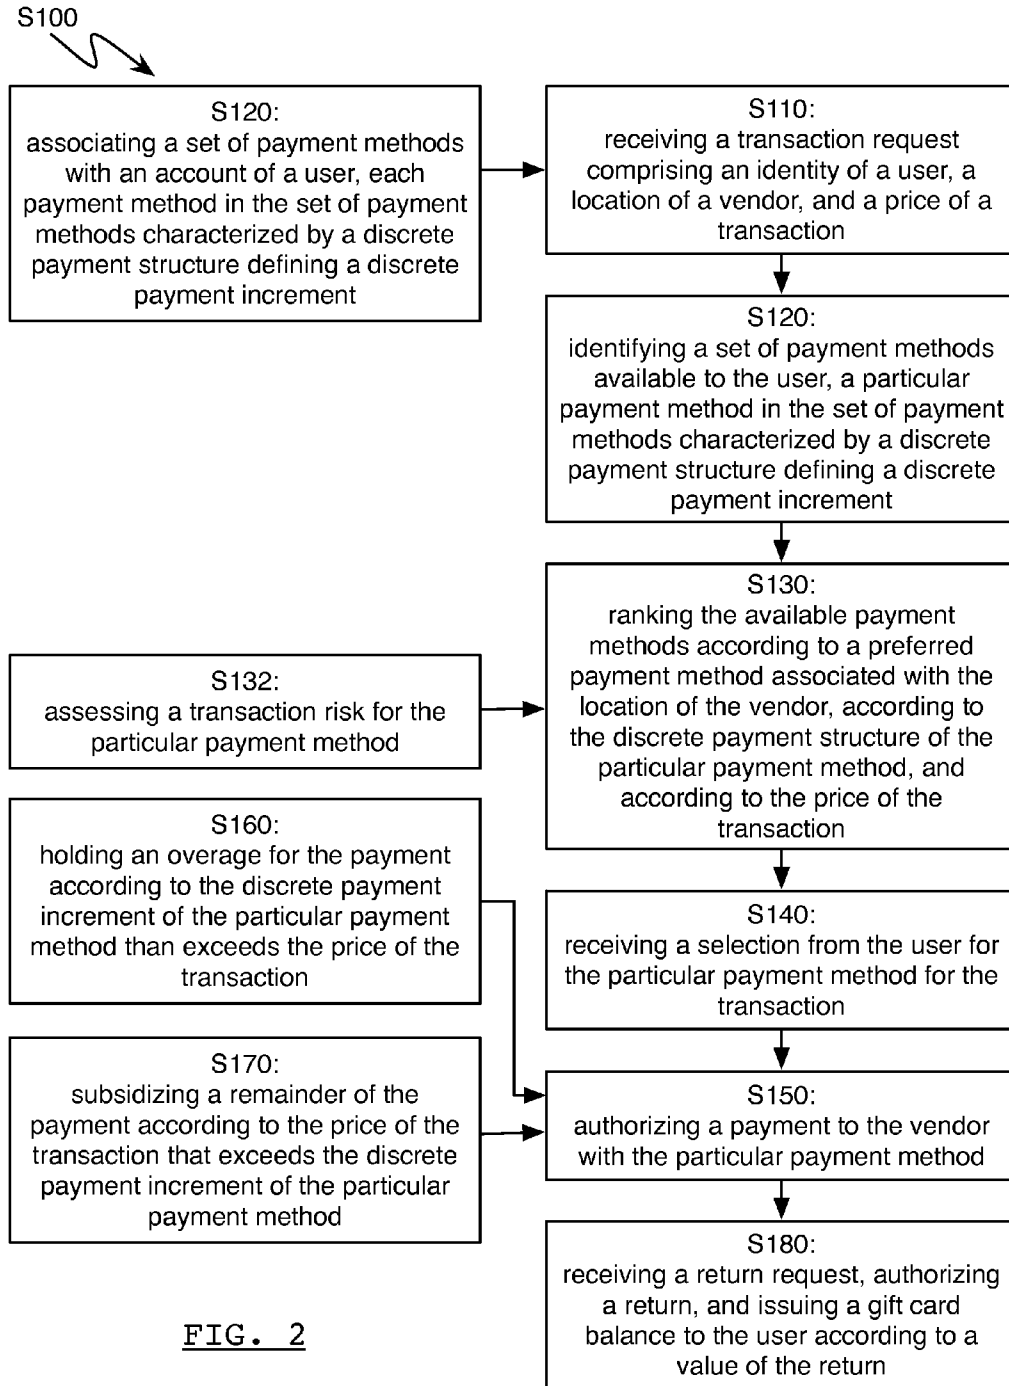 S100
S120:
associating a set of payment methods
with an account of a user, each
payment method in the set of payment
methods characterized by a discrete
payment structure defining a discrete
payment increment
S110:
receiving a transaction request
comprising an identity of a user, a
location of a vendor, and a price of a
transaction
S120:
identifying a set of payment methods
available to the user, a particular
payment method in the set of payment
methods characterized by a discrete
payment structure defining a discrete
payment increment
S132:
assessing a transaction risk for the
particular payment method
S130:
ranking the available payment
methods according to a preferred
payment method associated with the
location of the vendor, according to
the discrete payment structure of the
particular payment method, and
according to the price of the
transaction
S160:
holding an overage for the payment
according to the discrete payment
increment of the particular payment
method than exceeds the price of the
transaction
S140:
receiving a selection from the user for
the particular payment method for the
transaction
S170:
subsidizing a remainder of the
payment according to the price of the
transaction that exceeds the discrete
payment increment of the particular
payment method
S150:
authorizing a payment to the vendor
with the particular payment method
S180:
receiving a return request, authorizing
a return, and issuing a gift card
balance to the user according to a
value of the return
FIG. 2